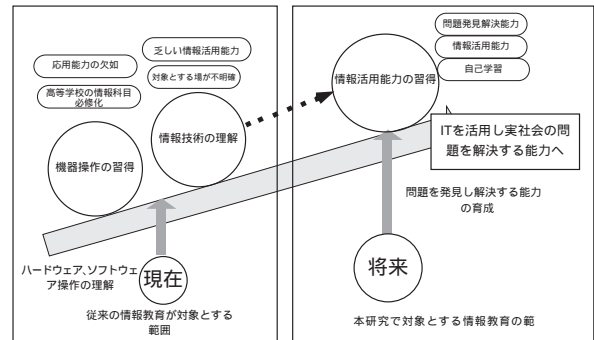 乏しい情報活用能力
応用能力の欠如
対象とする場が不明確
高等学校の情報科目
必修化
情報技術の理解
機器操作の習得
ハードウェア、ソフトウェ
ア操作の理解
現在
従来の情報教育が対象とする
範囲
問題発見解決能力
情報活用能力
自己学習
情報活用能力の習得
ITを活用し実社会の問
題を解決する能力へ
問題を発見し解決する能力
の育成
将来
本研究で対象とする情報教育の範